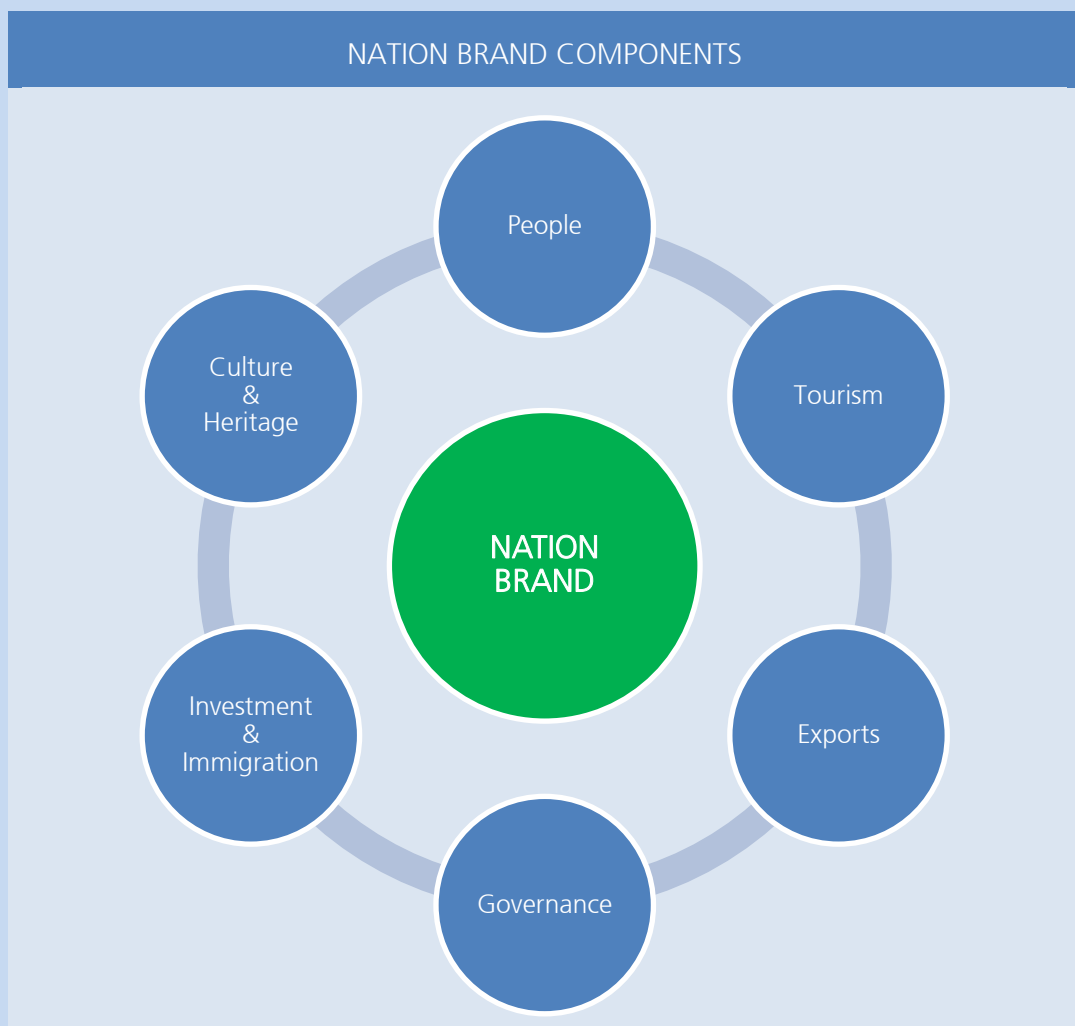 NATION BRAND COMPONENTS
People
Tourism
Exports
Governance
Investment
&
Immigration
Culture
&
Heritage
NATION
BRAND